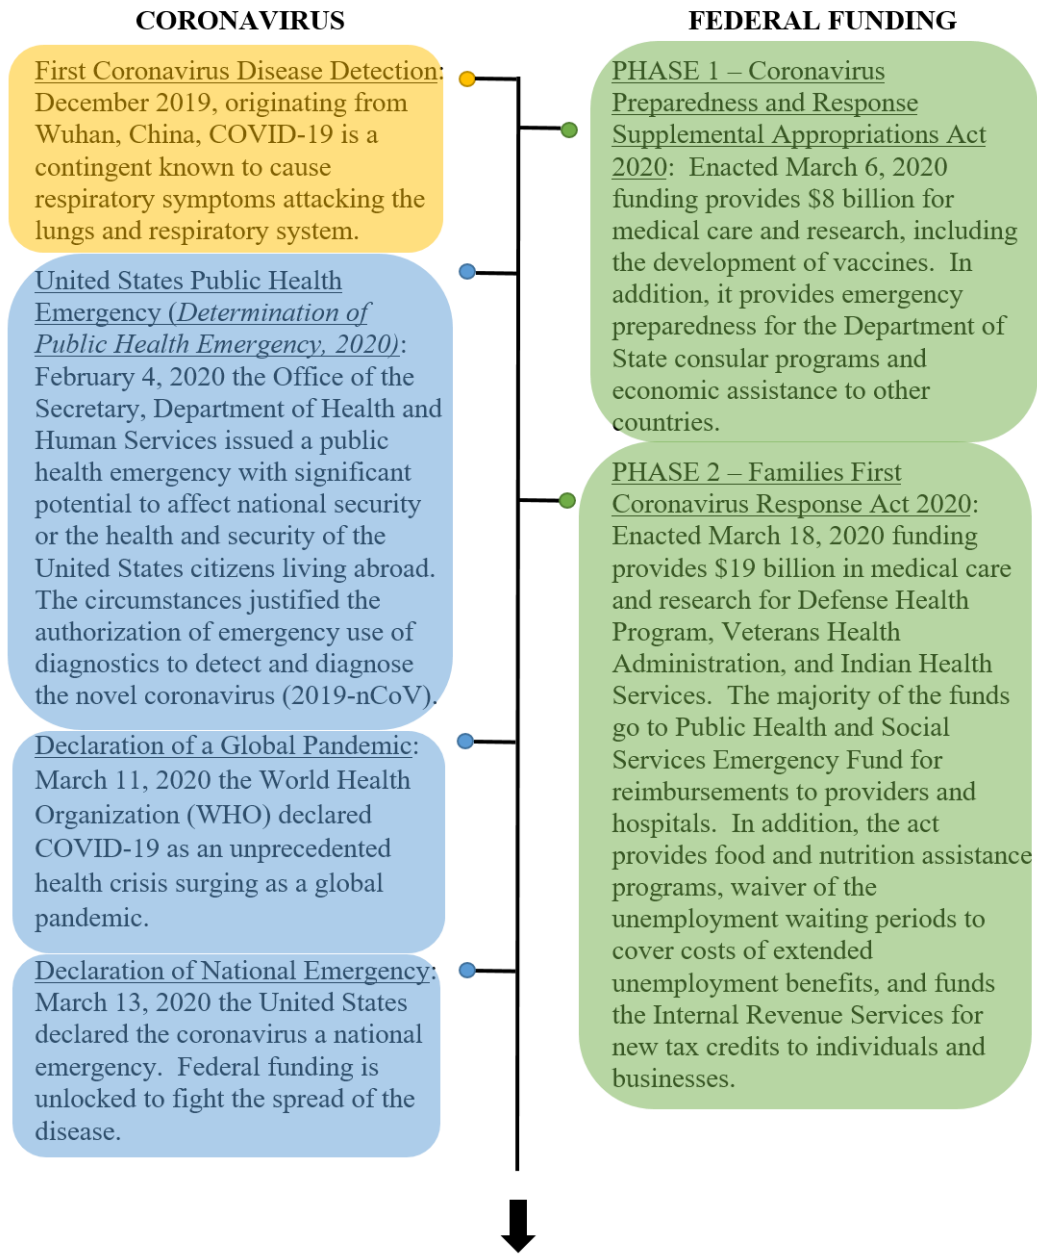 CORONAVIRUS
First Coronavirus Disease Detection:
December 2019, originating from
Wuhan, China, COVID-19 is a
contingent known to cause
respiratory symptoms attacking the
lungs and respiratory system.
United States Public Health
Emergency (Determination of
Public Health Emergency, 2020):
February 4, 2020 the Office of the
Secretary, Department of Health and
Human Services issued a public
health emergency with significant
potential to affect national security
or the health and security of the
United States citizens living abroad.
The circumstances justified the
authorization of emergency use of
diagnostics to detect and diagnose
the novel coronavirus (2019-nCoV).
Declaration of a Global Pandemic:
March 11, 2020 the World Health
Organization (WHO) declared
COVID-19 as an unprecedented
health crisis surging as a global
pandemic.
Declaration of National Emergency:
March 13, 2020 the United States
declared the coronavirus a national
emergency.  Federal funding is
unlocked to fight the spread of the
disease.
FEDERAL FUNDING
PHASE 1 – Coronavirus
Preparedness and Response
Supplemental Appropriations Act
2020:  Enacted March 6, 2020
funding provides $8 billion for
medical care and research, including
the development of vaccines.  In
addition, it provides emergency
preparedness for the Department of
State consular programs and
economic assistance to other
countries.
PHASE 2 – Families First
Coronavirus Response Act 2020:
Enacted March 18, 2020 funding
provides $19 billion in medical care
and research for Defense Health
Program, Veterans Health
Administration, and Indian Health
Services.  The majority of the funds
go to Public Health and Social
Services Emergency Fund for
reimbursements to providers and
hospitals.  In addition, the act
provides food and nutrition assistance
programs, waiver of the
unemployment waiting periods to
cover costs of extended
unemployment benefits, and funds
the Internal Revenue Services for
new tax credits to individuals and
businesses.